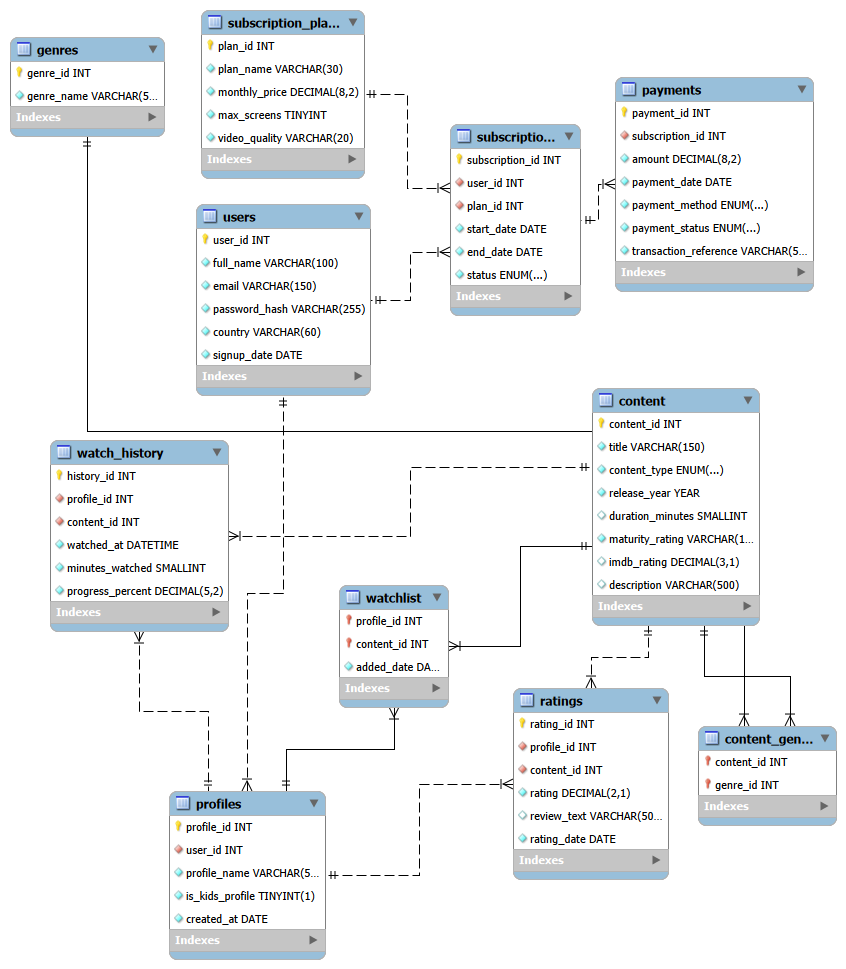 genres
genre_id INT
genre_name VARCHAR(5...
Indexes
subscription_pla...
plan_id INT
plan_name VARCHAR(30)
monthly_price DECIMAL(8,2)
max_screens TINYINT
video_quality VARCHAR(20)
Indexes
payments
payment_id INT
subscription_id INT
amount DECIMAL(8,2)
payment_date DATE
payment_method ENUM(...)
payment_status ENUM(...)
transaction_reference VARCHAR(5...
Indexes
subscriptio...
subscription_id INT
user_id INT
plan_id INT
start_date DATE
end_date DATE
status ENUM(...)
Indexes
users
user_id INT
full_name VARCHAR(100)
email VARCHAR(150)
password_hash VARCHAR(255)
country VARCHAR(60)
signup_date DATE
Indexes
content
content_id INT
title VARCHAR(150)
content_type ENUM(...)
release_year YEAR
duration_minutes SMALLINT
maturity_rating VARCHAR(1...
imdb_rating DECIMAL(3,1)
description VARCHAR(500)
Indexes
watch_history
history_id INT
profile_id INT
content_id INT
watched_at DATETIME
minutes_watched SMALLINT
progress_percent DECIMAL(5,2)
Indexes
watchlist
profile_id INT
content_id INT
added_date DA...
Indexes
ratings
rating_id INT
profile_id INT
content_id INT
rating DECIMAL(2,1)
review_text VARCHAR(50...
rating_date DATE
Indexes
content_gen...
content_id INT
genre_id INT
Indexes
profiles
profile_id INT
user_id INT
profile_name VARCHAR(5...
is_kids_profile TINYINT(1)
created_at DATE
Indexes